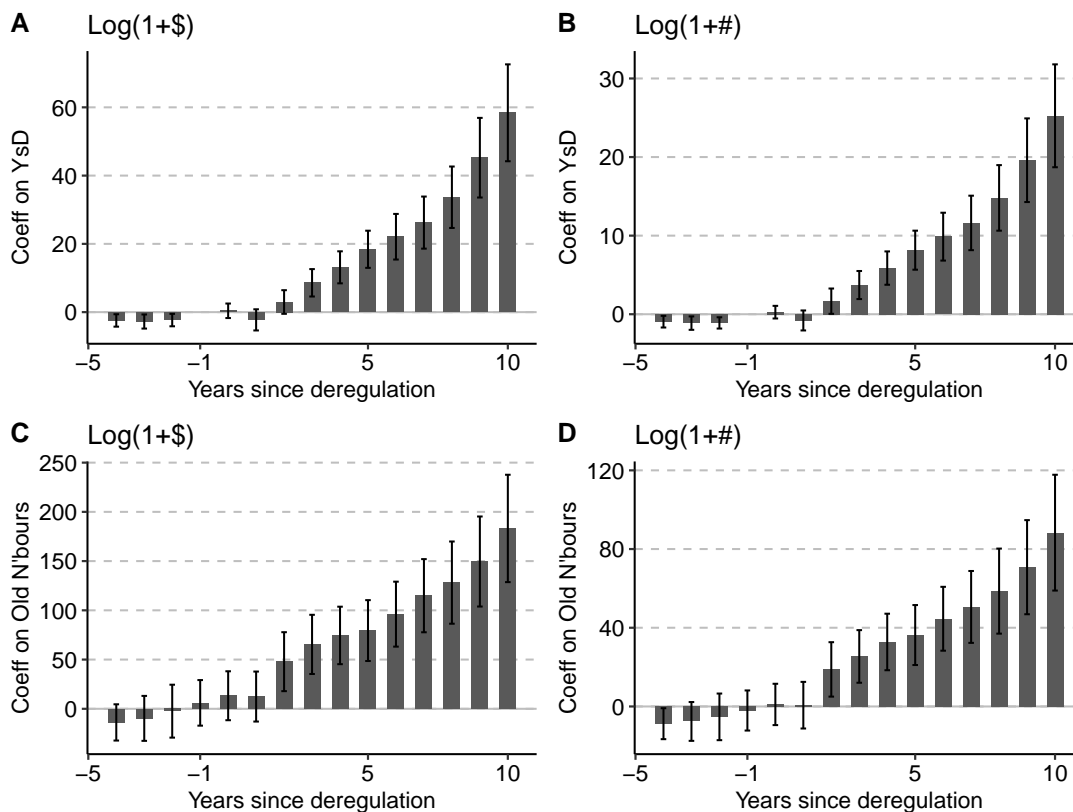 A Log(1+$)
60
40
20
0
Coeff on YsD
−5 −1 5 10
Years since deregulation
B Log(1+#)
30
20
10
0
Coeff on YsD
−5 −1 5 10
Years since deregulation
C Log(1+$)
250
200
150
100
50
0
Coeff on Old N'bours
−5 −1 5 10
Years since deregulation
D Log(1+#)
120
80
40
0
Coeff on Old N'bours
−5 −1 5 10
Years since deregulation